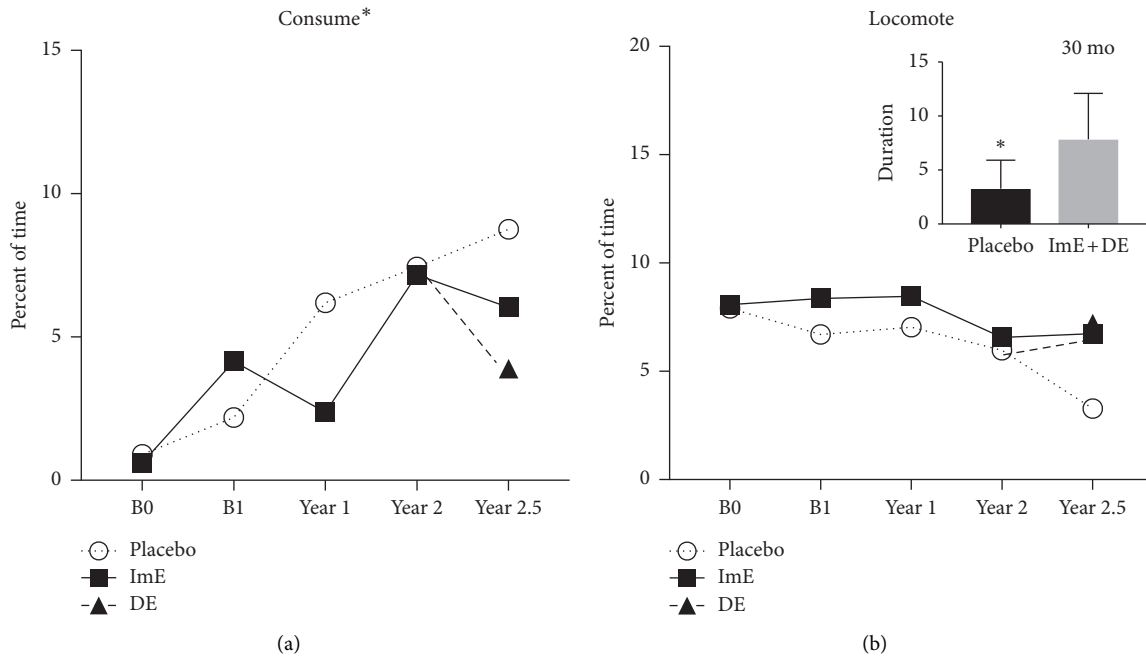 Consume*
Percent of time
15
10
5
0
B0 B1 Year 1 Year 2 Year 2.5
Placebo
ImE
DE
(a)
Locomote
Percent of time
20
15
10
5
0
B0 B1 Year 1 Year 2 Year 2.5
30 mo
Duration
15
10
5
0
*
Placebo ImE + DE
Placebo
ImE
DE
(b)